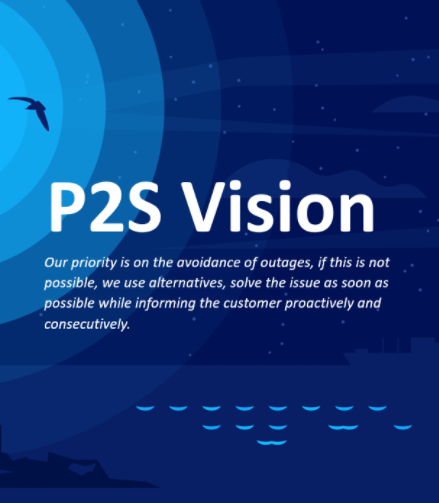 P2S Vision
Our priority is on the avoidance of outages, if this is not
possible, we use alternatives, solve the issue as soon as
possible while informing the customer proactively and
consecutively.